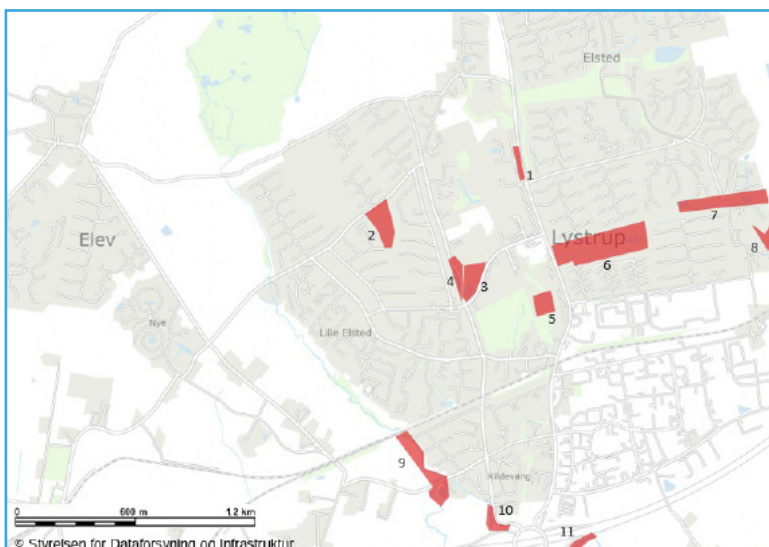 Elsted
1
2
7
Elev
Lystrup
8
6
4
3
5
Nye
Lille Elsted
9
Kildevang
10
11
0 600 m 1.2 km
© Styrelsen for Dataforsyning og Infrastruktur